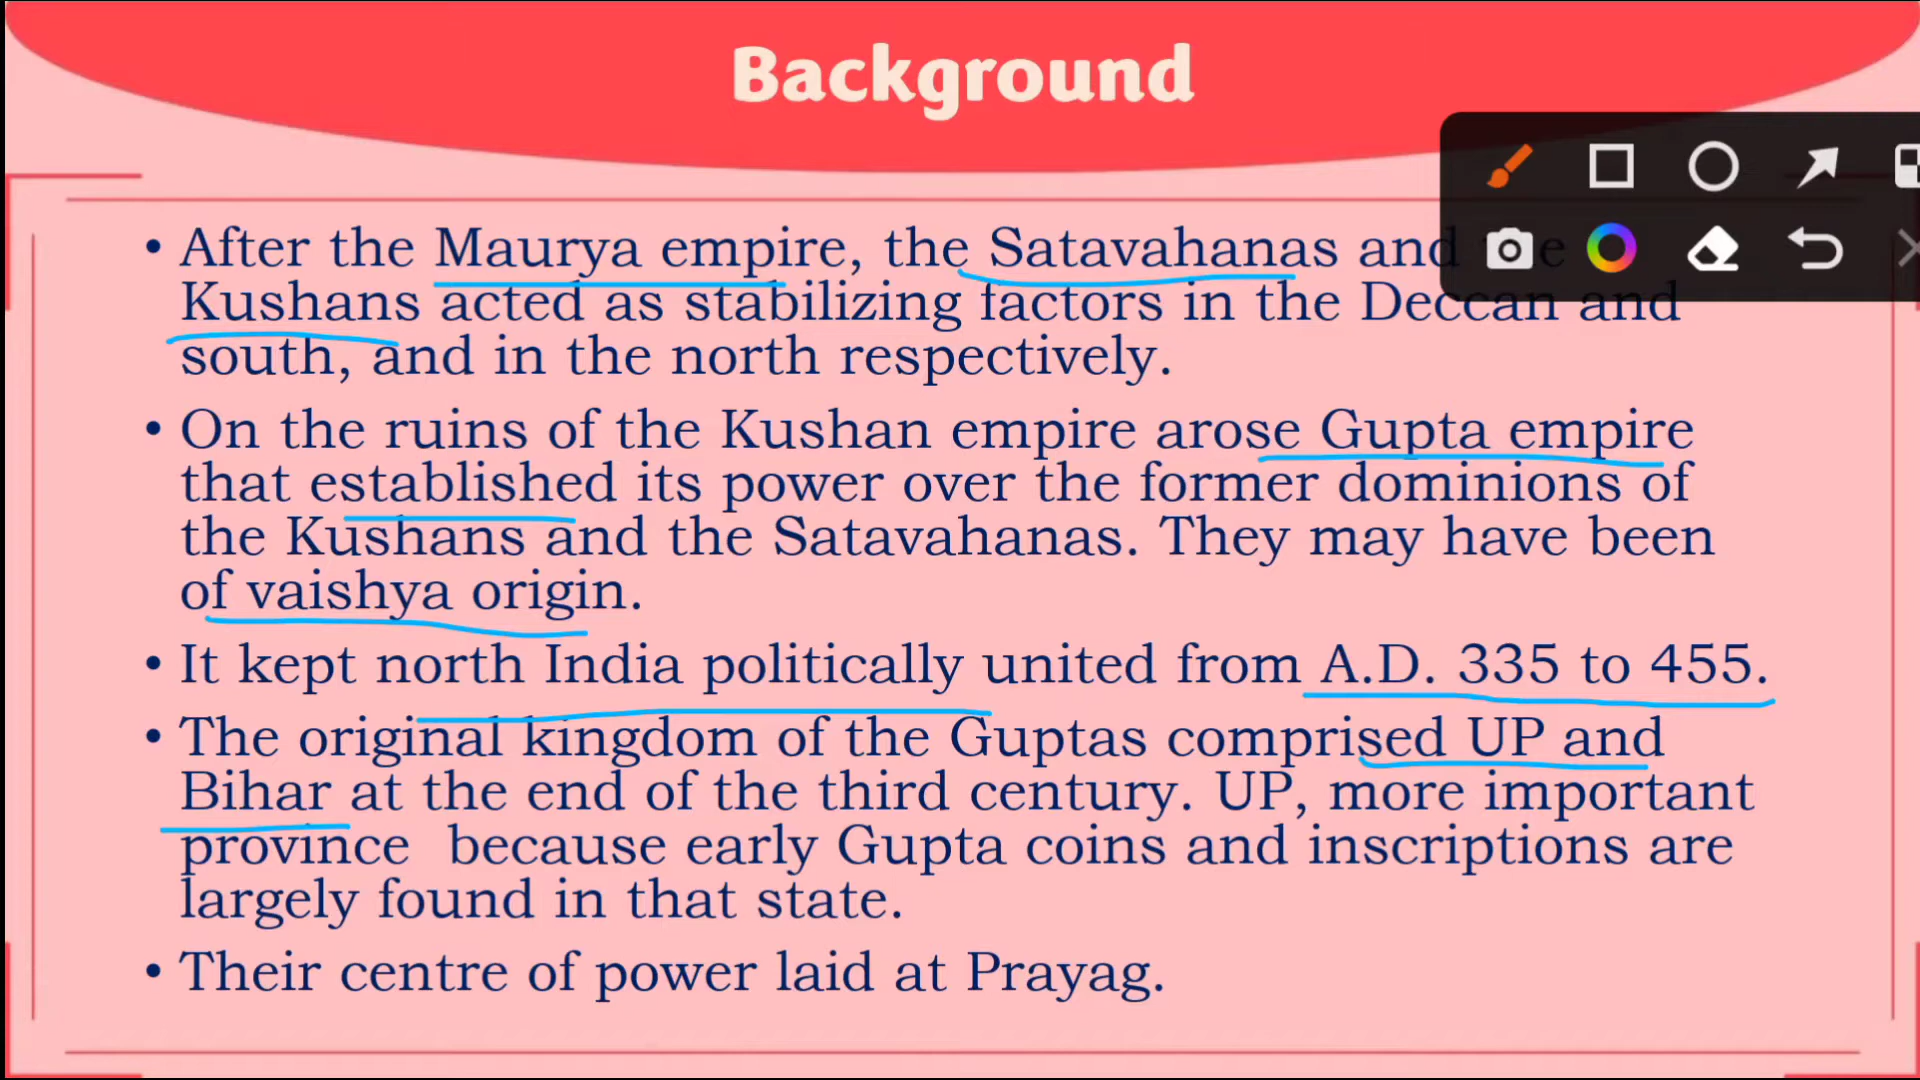 Background
• After the Maurya empire, the Satavahanas and the
Kushans acted as stabilizing factors in the Deccan and
south, and in the north respectively.
• On the ruins of the Kushan empire arose Gupta empire
that established its power over the former dominions of
the Kushans and the Satavahanas. They may have been
of vaishya origin.
• It kept north India politically united from A.D. 335 to 455.
• The original kingdom of the Guptas comprised UP and
Bihar at the end of the third century. UP, more important
province because early Gupta coins and inscriptions are
largely found in that state.
• Their centre of power laid at Prayag.